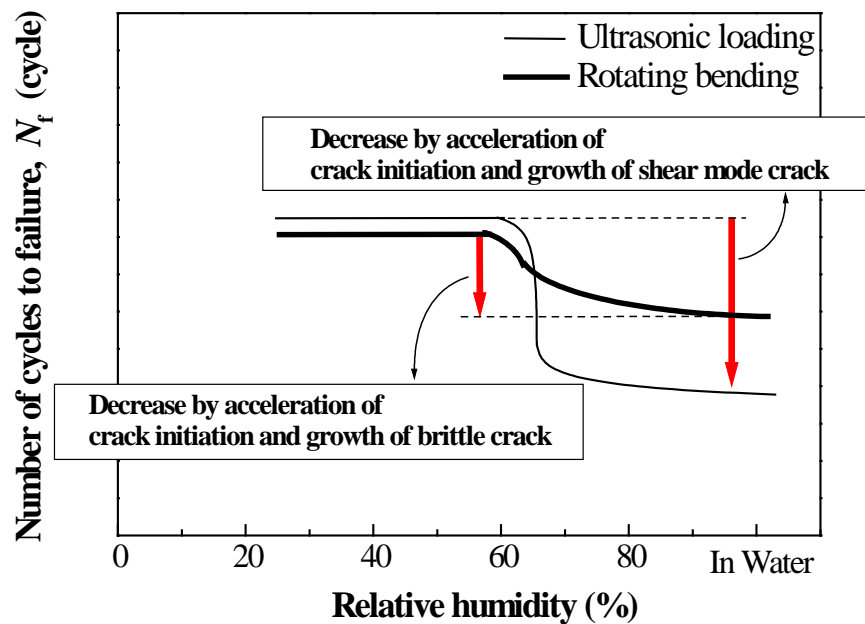 Ultrasonic loading
Rotating bending
Decrease by acceleration of
crack initiation and growth of shear mode crack
Decrease by acceleration of
crack initiation and growth of brittle crack
Number of cycles to failure, Nf (cycle)
0 20 40 60 80 In Water
Relative humidity (%)